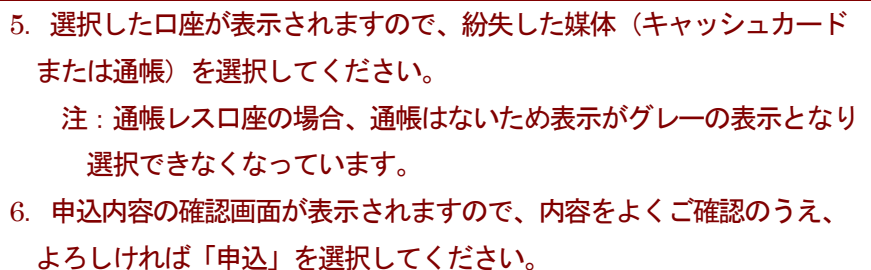 5. 選択した口座が表示されますので、紛失した媒体（キャッシュカード
または通帳）を選択してください。
注：通帳レス口座の場合、通帳はないため表示がグレーの表示となり
選択できなくなっています。
6. 申込内容の確認画面が表示されますので、内容をよくご確認のうえ、
よろしければ「申込」を選択してください。